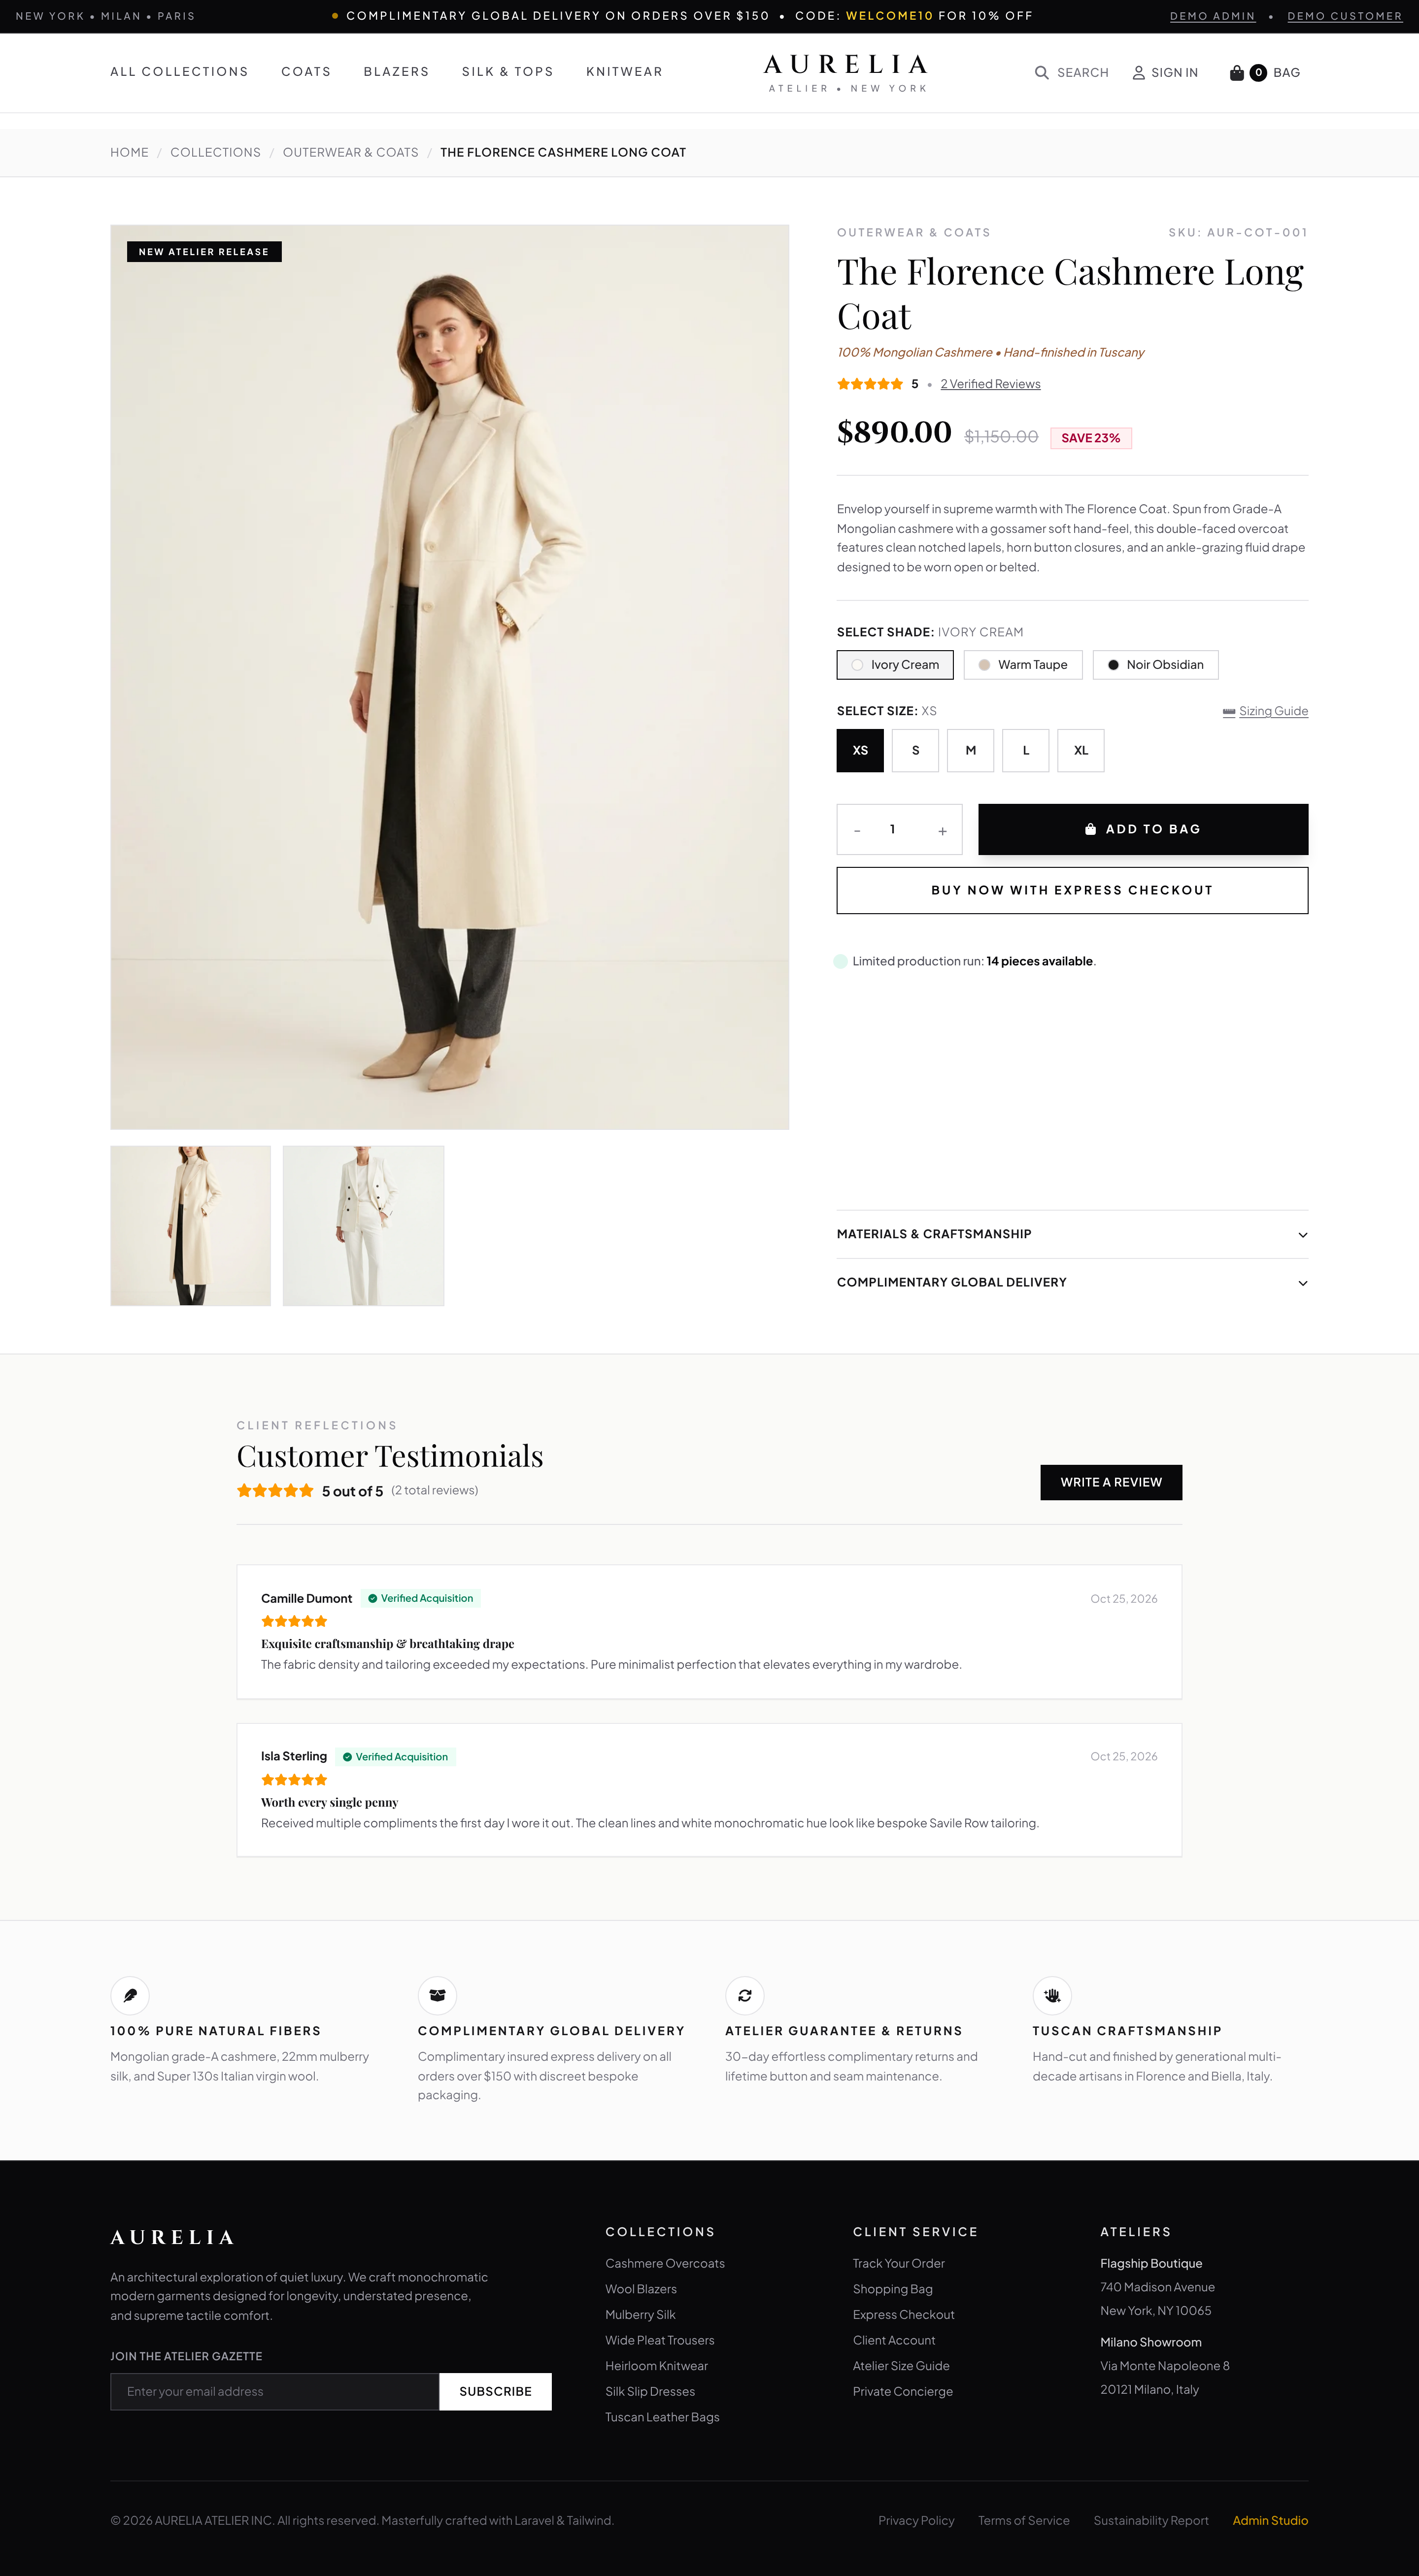 NEW YORK • MILAN • PARIS
COMPLIMENTARY GLOBAL DELIVERY ON ORDERS OVER $150 • CODE: WELCOME10 FOR 10% OFF
DEMO ADMIN • DEMO CUSTOMER
ALL COLLECTIONS COATS BLAZERS SILK & TOPS KNITWEAR
AURELIA
ATELIER • NEW YORK
SEARCH SIGN IN 0 BAG
HOME / COLLECTIONS / OUTERWEAR & COATS / THE FLORENCE CASHMERE LONG COAT
NEW ATELIER RELEASE
OUTERWEAR & COATS SKU: AUR-COT-001
The Florence Cashmere Long
Coat
100% Mongolian Cashmere • Hand-finished in Tuscany
5 • 2 Verified Reviews
$890.00 $1,150.00 SAVE 23%
Envelop yourself in supreme warmth with The Florence Coat. Spun from Grade-A
Mongolian cashmere with a gossamer soft hand-feel, this double-faced overcoat
features clean notched lapels, horn button closures, and an ankle-grazing fluid drape
designed to be worn open or belted.
SELECT SHADE: IVORY CREAM
Ivory Cream Warm Taupe Noir Obsidian
SELECT SIZE: XS Sizing Guide
XS S M L XL
- 1 + ADD TO BAG
BUY NOW WITH EXPRESS CHECKOUT
Limited production run: 14 pieces available.
MATERIALS & CRAFTSMANSHIP
COMPLIMENTARY GLOBAL DELIVERY
CLIENT REFLECTIONS
Customer Testimonials
5 out of 5 (2 total reviews)
WRITE A REVIEW
Camille Dumont Verified Acquisition Oct 25, 2026
Exquisite craftsmanship & breathtaking drape
The fabric density and tailoring exceeded my expectations. Pure minimalist perfection that elevates everything in my wardrobe.
Isla Sterling Verified Acquisition Oct 25, 2026
Worth every single penny
Received multiple compliments the first day I wore it out. The clean lines and white monochromatic hue look like bespoke Savile Row tailoring.
100% PURE NATURAL FIBERS
Mongolian grade-A cashmere, 22mm mulberry
silk, and Super 130s Italian virgin wool.
COMPLIMENTARY GLOBAL DELIVERY
Complimentary insured express delivery on all
orders over $150 with discreet bespoke
packaging.
ATELIER GUARANTEE & RETURNS
30-day effortless complimentary returns and
lifetime button and seam maintenance.
TUSCAN CRAFTSMANSHIP
Hand-cut and finished by generational multi-
decade artisans in Florence and Biella, Italy.
AURELIA
An architectural exploration of quiet luxury. We craft monochromatic
modern garments designed for longevity, understated presence,
and supreme tactile comfort.
JOIN THE ATELIER GAZETTE
Enter your email address SUBSCRIBE
COLLECTIONS
Cashmere Overcoats
Wool Blazers
Mulberry Silk
Wide Pleat Trousers
Heirloom Knitwear
Silk Slip Dresses
Tuscan Leather Bags
CLIENT SERVICE
Track Your Order
Shopping Bag
Express Checkout
Client Account
Atelier Size Guide
Private Concierge
ATELIERS
Flagship Boutique
740 Madison Avenue
New York, NY 10065
Milano Showroom
Via Monte Napoleone 8
20121 Milano, Italy
© 2026 AURELIA ATELIER INC. All rights reserved. Masterfully crafted with Laravel & Tailwind.
Privacy Policy Terms of Service Sustainability Report Admin Studio